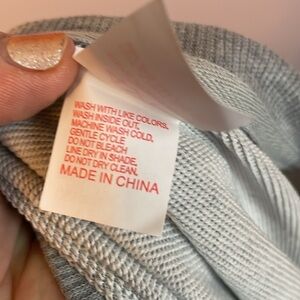 WASH WITH LIKE COLORS,
WASH INSIDE OUT,
MACHINE WASH COLD,
GENTLE CYCLE
DO NOT BLEACH
LINE DRY IN SHADE.
DO NOT DRY CLEAN.
MADE IN CHINA